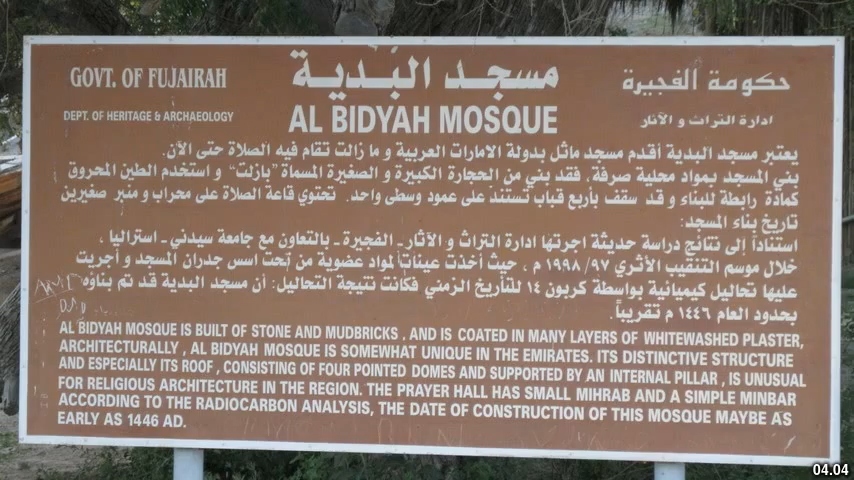 GOVT. OF FUJAIRAH
مسجد البدية
حكومة الفجيرة
DEPT. OF HERITAGE & ARCHAEOLOGY
AL BIDYAH MOSQUE
ادارة التراث و الآثار
يعتبر مسجد البدية أقدم مسجد ماثل بدولة الامارات العربية و ما زالت تقام فيه الصلاة حتى الآن.
بني المسجد بمواد محلية صرفة. فقد بني من الحجارة الكبيرة و الصغيرة المسماة "بازلت" و استخدم الطين المحروق
كمادة رابطة للبناء و قد سقف بأربع قباب تستند على عمود وسطى واحد. تحتوي قاعة الصلاة على محراب و منبر صغيرين
تاريخ بناء المسجد:
استناداً إلى نتائج دراسة حديثة اجرتها ادارة التراث و الآثار - الفجيرة - بالتعاون مع جامعة سيدني - استراليا ،
خلال موسم التنقيب الأثري ٩٧/ ١٩٩٨ م ، حيث أخذت عينات لمواد عضوية من تحت اسس جدران المسجد و أجريت
عليها تحاليل كيميائية بواسطة كربون ١٤ للتأريخ الزمني فكانت نتيجة التحاليل: أن مسجد البدية قد تم بناوه
بحدود العام ١٤٤٦ م تقريباً.
AL BIDYAH MOSQUE IS BUILT OF STONE AND MUDBRICKS , AND IS COATED IN MANY LAYERS OF WHITEWASHED PLASTER,
ARCHITECTURALLY , AL BIDYAH MOSQUE IS SOMEWHAT UNIQUE IN THE EMIRATES. ITS DISTINCTIVE STRUCTURE
AND ESPECIALLY ITS ROOF , CONSISTING OF FOUR POINTED DOMES AND SUPPORTED BY AN INTERNAL PILLAR , IS UNUSUAL
FOR RELIGIOUS ARCHITECTURE IN THE REGION. THE PRAYER HALL HAS SMALL MIHRAB AND A SIMPLE MINBAR
ACCORDING TO THE RADIOCARBON ANALYSIS, THE DATE OF CONSTRUCTION OF THIS MOSQUE MAYBE AS
EARLY AS 1446 AD.
04.04